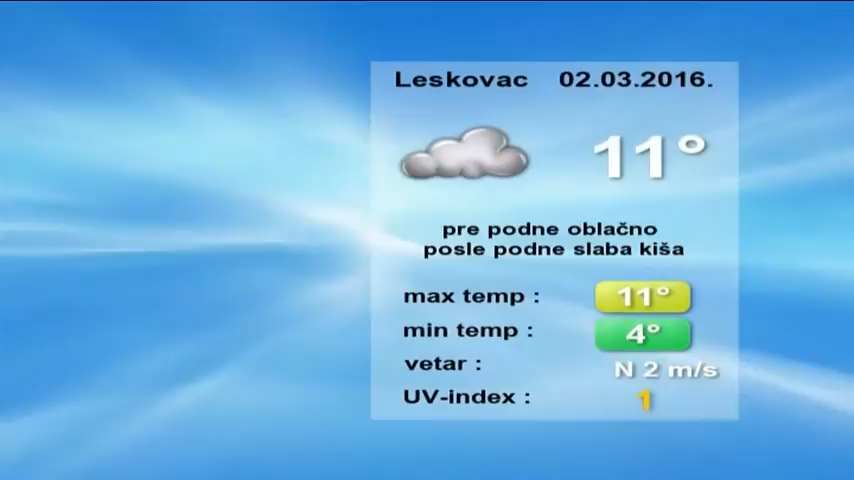 Leskovac 02.03.2016.
11°
pre podne oblačno
posle podne slaba kiša
max temp : 11°
min temp : 4°
vetar : N 2 m/s
UV-index : 1